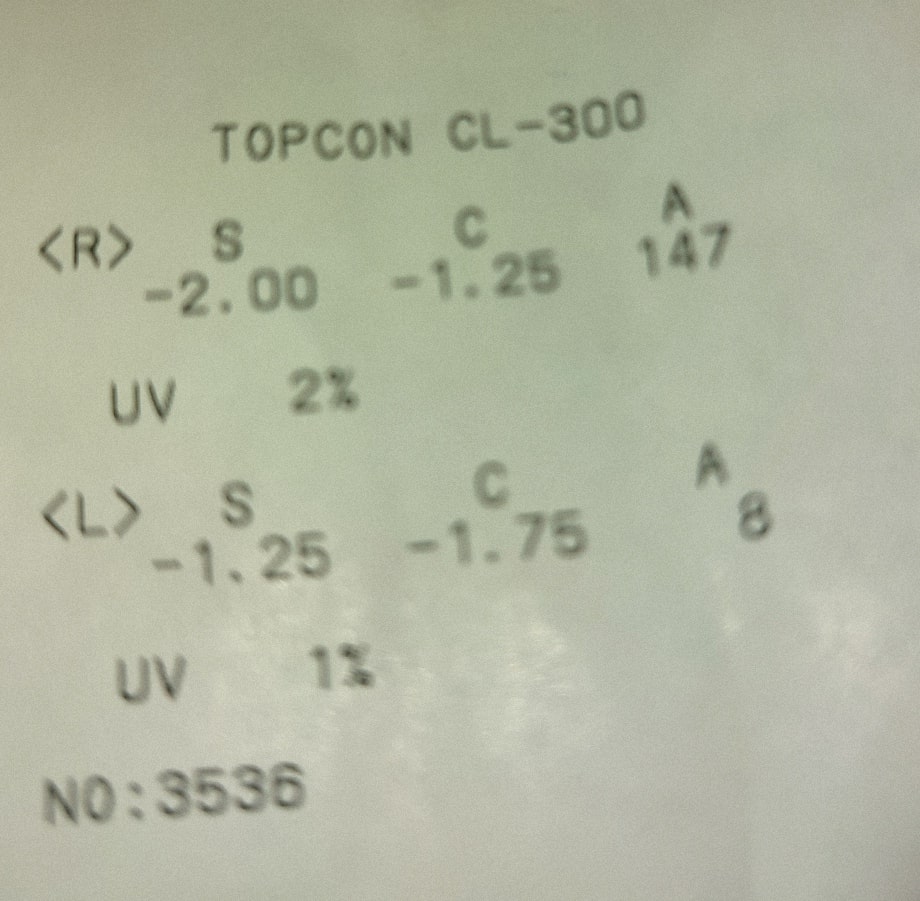 TOPCON CL-300
<R> S C A
-2.00 -1.25 147
UV 2%
<L> S C A
-1.25 -1.75 8
UV 1%
NO:3536